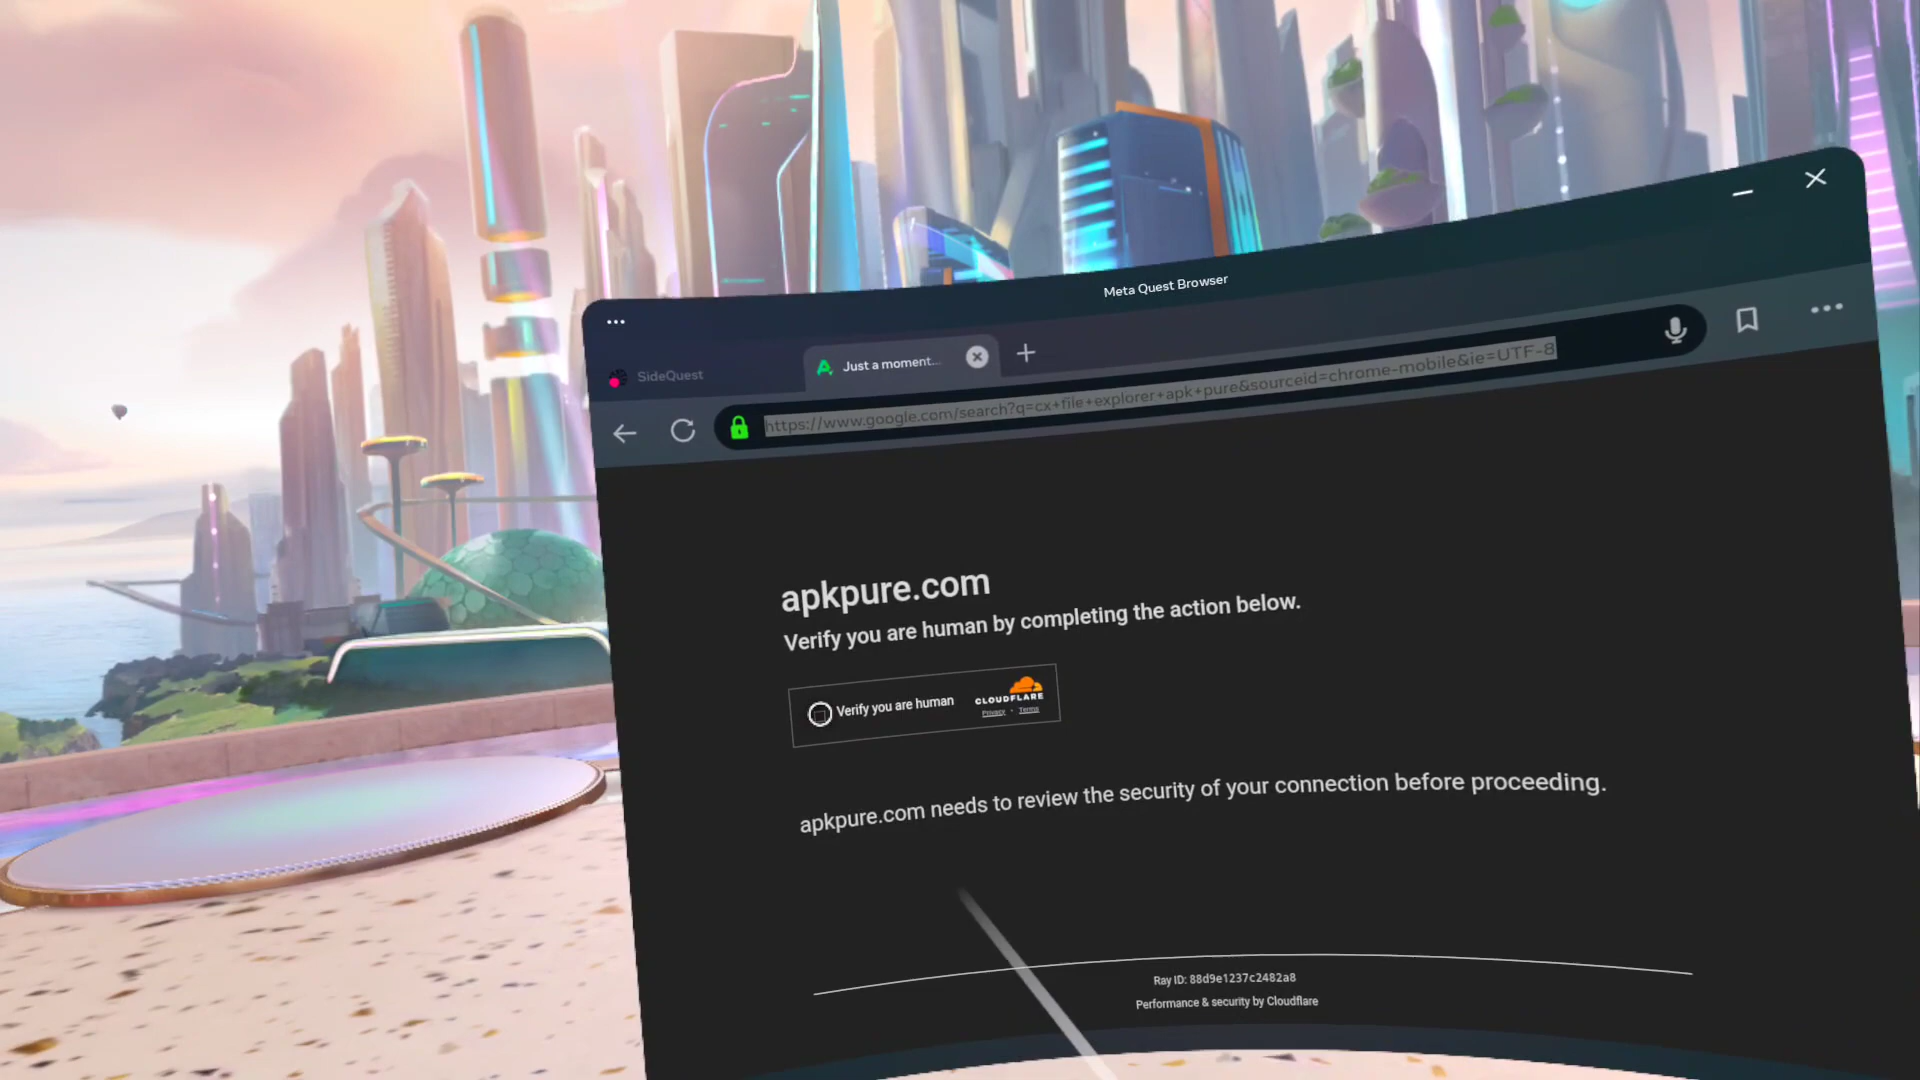 Meta Quest Browser
SideQuest
Just a moment...
https://www.google.com/search?q=cx+file+explorer+apk+pure&sourceid=chrome-mobile&ie=UTF-8
apkpure.com
Verify you are human by completing the action below.
Verify you are human
CLOUDFLARE
Privacy • Terms
apkpure.com needs to review the security of your connection before proceeding.
Ray ID: 88d9e1237c2482a8
Performance & security by Cloudflare